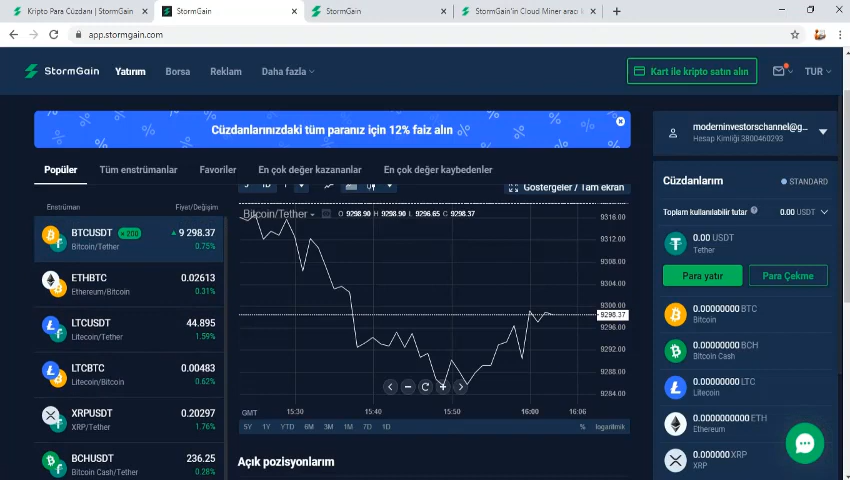 Kripto Para Cüzdanı | StormGain
StormGain
StormGain
StormGain'in Cloud Miner aracı
app.stormgain.com
StormGain
Yatırım
Borsa
Reklam
Daha fazla
Kart ile kripto satın alın
TUR
Cüzdanlarınızdaki tüm paranız için 12% faiz alın
moderninvestorschannel@g...
Hesap Kimliği 3800460293
Popüler
Tüm enstrümanlar
Favoriler
En çok değer kazananlar
En çok değer kaybedenler
Enstrüman
Fiyat/Değişim
BTCUSDT
×200
9 298.37
Bitcoin/Tether
0.75%
ETHBTC
0.02613
Ethereum/Bitcoin
0.31%
LTCUSDT
44.895
Litecoin/Tether
1.59%
LTCBTC
0.00483
Litecoin/Bitcoin
0.62%
XRPUSDT
0.20297
XRP/Tether
1.76%
BCHUSDT
236.25
Bitcoin Cash/Tether
0.28%
1D
Göstergeler / Tam ekran
Bitcoin/Tether
O 9298.90 H 9298.90 L 9296.65 C 9298.37
9316.00
9312.00
9308.00
9304.00
9300.00
9298.37
9296.00
9292.00
9288.00
9284.00
GMT
15:30
15:40
15:50
16:00
16:06
5Y 1Y YTD 6M 3M 1M 7D 1D
% logaritmik
Açık pozisyonlarım
Cüzdanlarım
STANDARD
Toplam kullanılabilir tutar
0.00 USDT
0.00 USDT
Tether
Para yatır
Para Çekme
0.00000000 BTC
Bitcoin
0.00000000 BCH
Bitcoin Cash
0.00000000 LTC
Litecoin
0.0000000000 ETH
Ethereum
0.000000 XRP
XRP